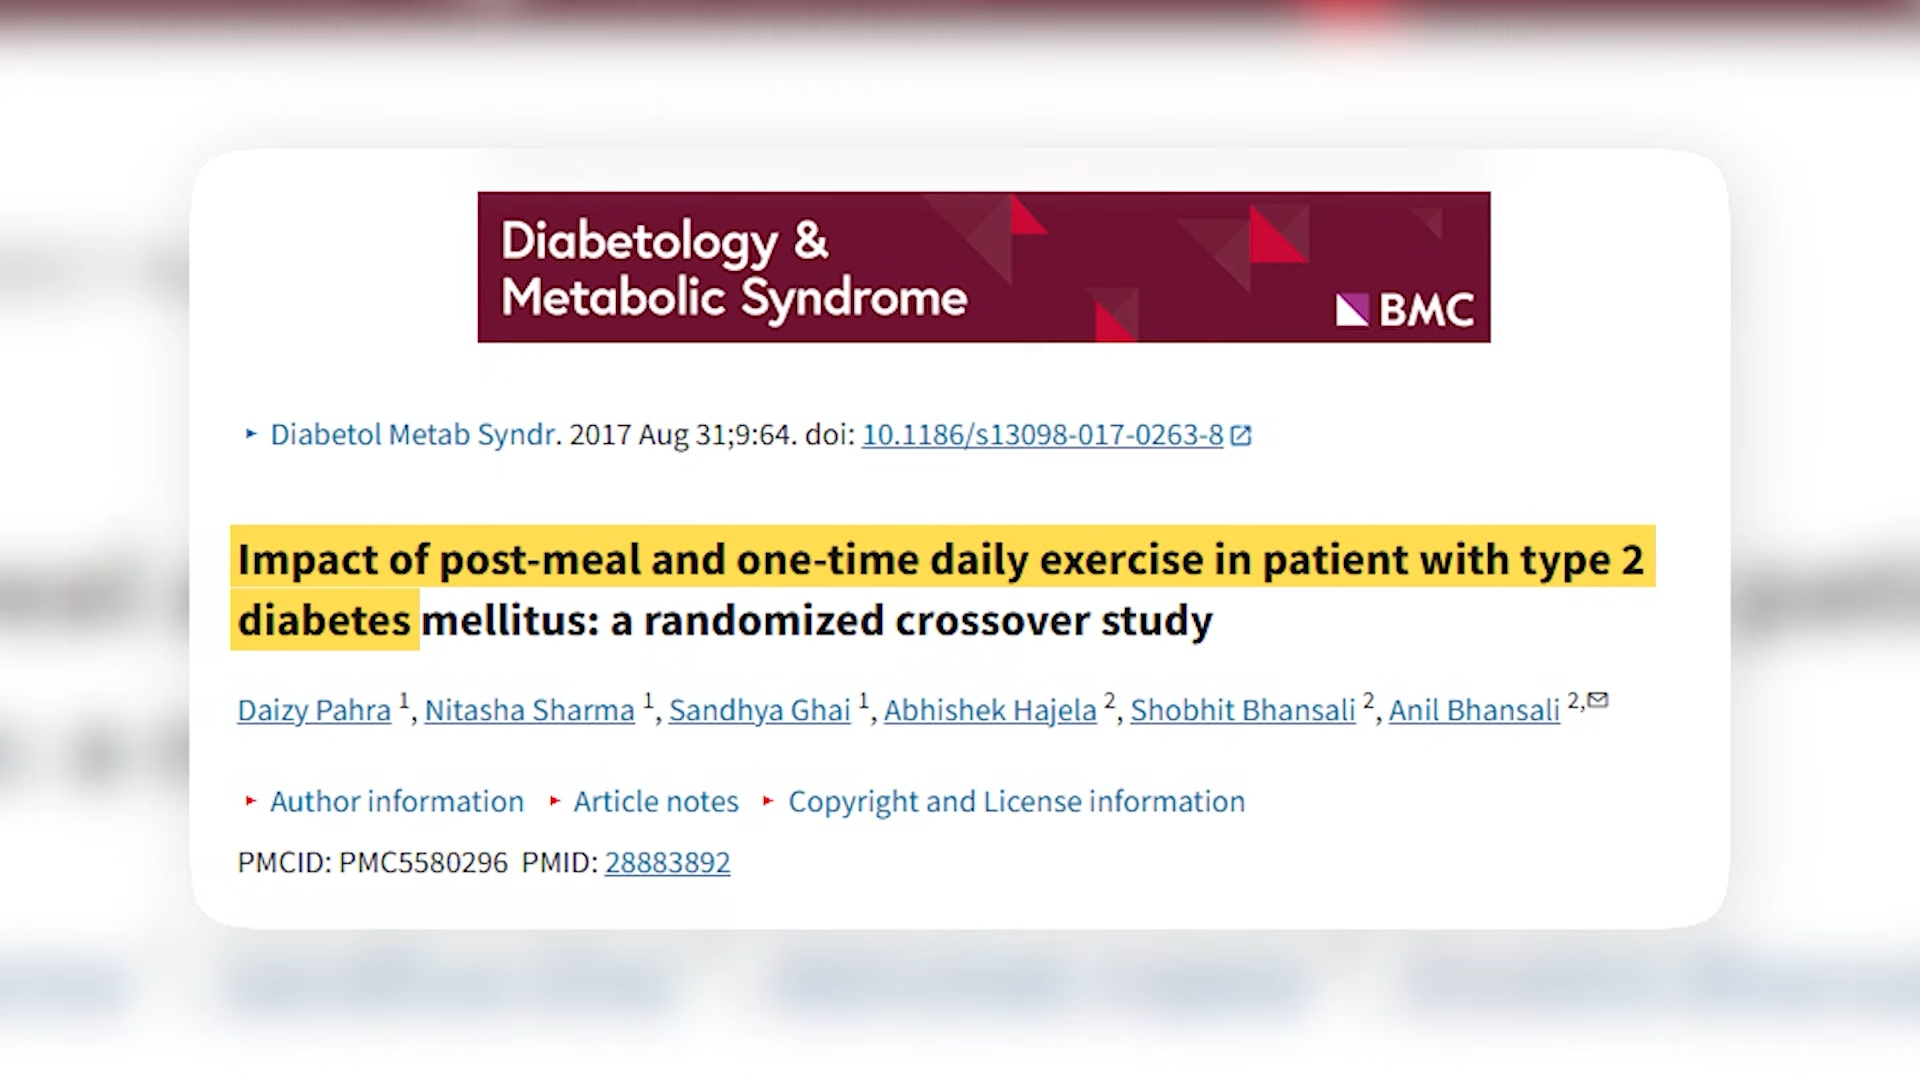 Diabetology &
Metabolic Syndrome
BMC
Diabetol Metab Syndr. 2017 Aug 31;9:64. doi: 10.1186/s13098-017-0263-8
Impact of post-meal and one-time daily exercise in patient with type 2
diabetes mellitus: a randomized crossover study
Daizy Pahra 1, Nitasha Sharma 1, Sandhya Ghai 1, Abhishek Hajela 2, Shobhit Bhansali 2, Anil Bhansali 2,
Author information Article notes Copyright and License information
PMCID: PMC5580296 PMID: 28883892